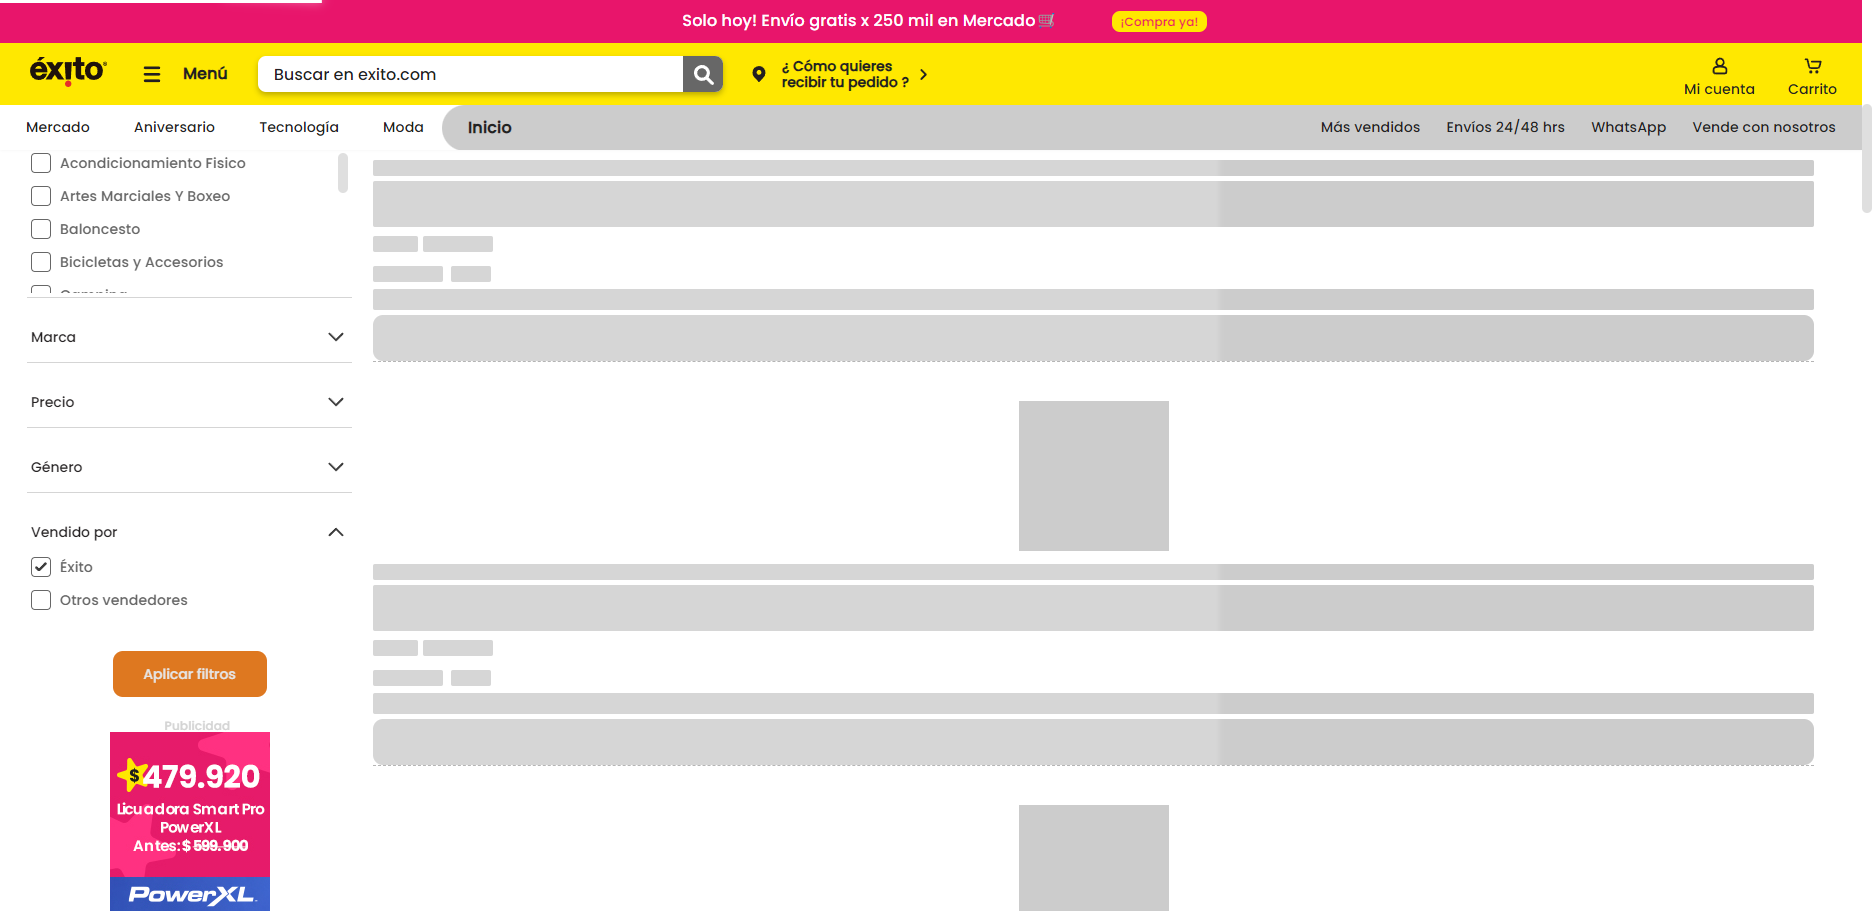 Solo hoy! Envío gratis x 250 mil en Mercado🛒 ¡Compra ya!
éxito
Menú
Buscar en exito.com
¿ Cómo quieres
recibir tu pedido ?
Mi cuenta
Carrito
Mercado Aniversario Tecnología Moda Inicio Más vendidos Envíos 24/48 hrs WhatsApp Vende con nosotros
Acondicionamiento Fisico
Artes Marciales Y Boxeo
Baloncesto
Bicicletas y Accesorios
Marca
Precio
Género
Vendido por
Éxito
Otros vendedores
Aplicar filtros
Publicidad
$479.920
Licuadora Smart Pro
PowerXL
Antes: $ 599.900
PowerXL